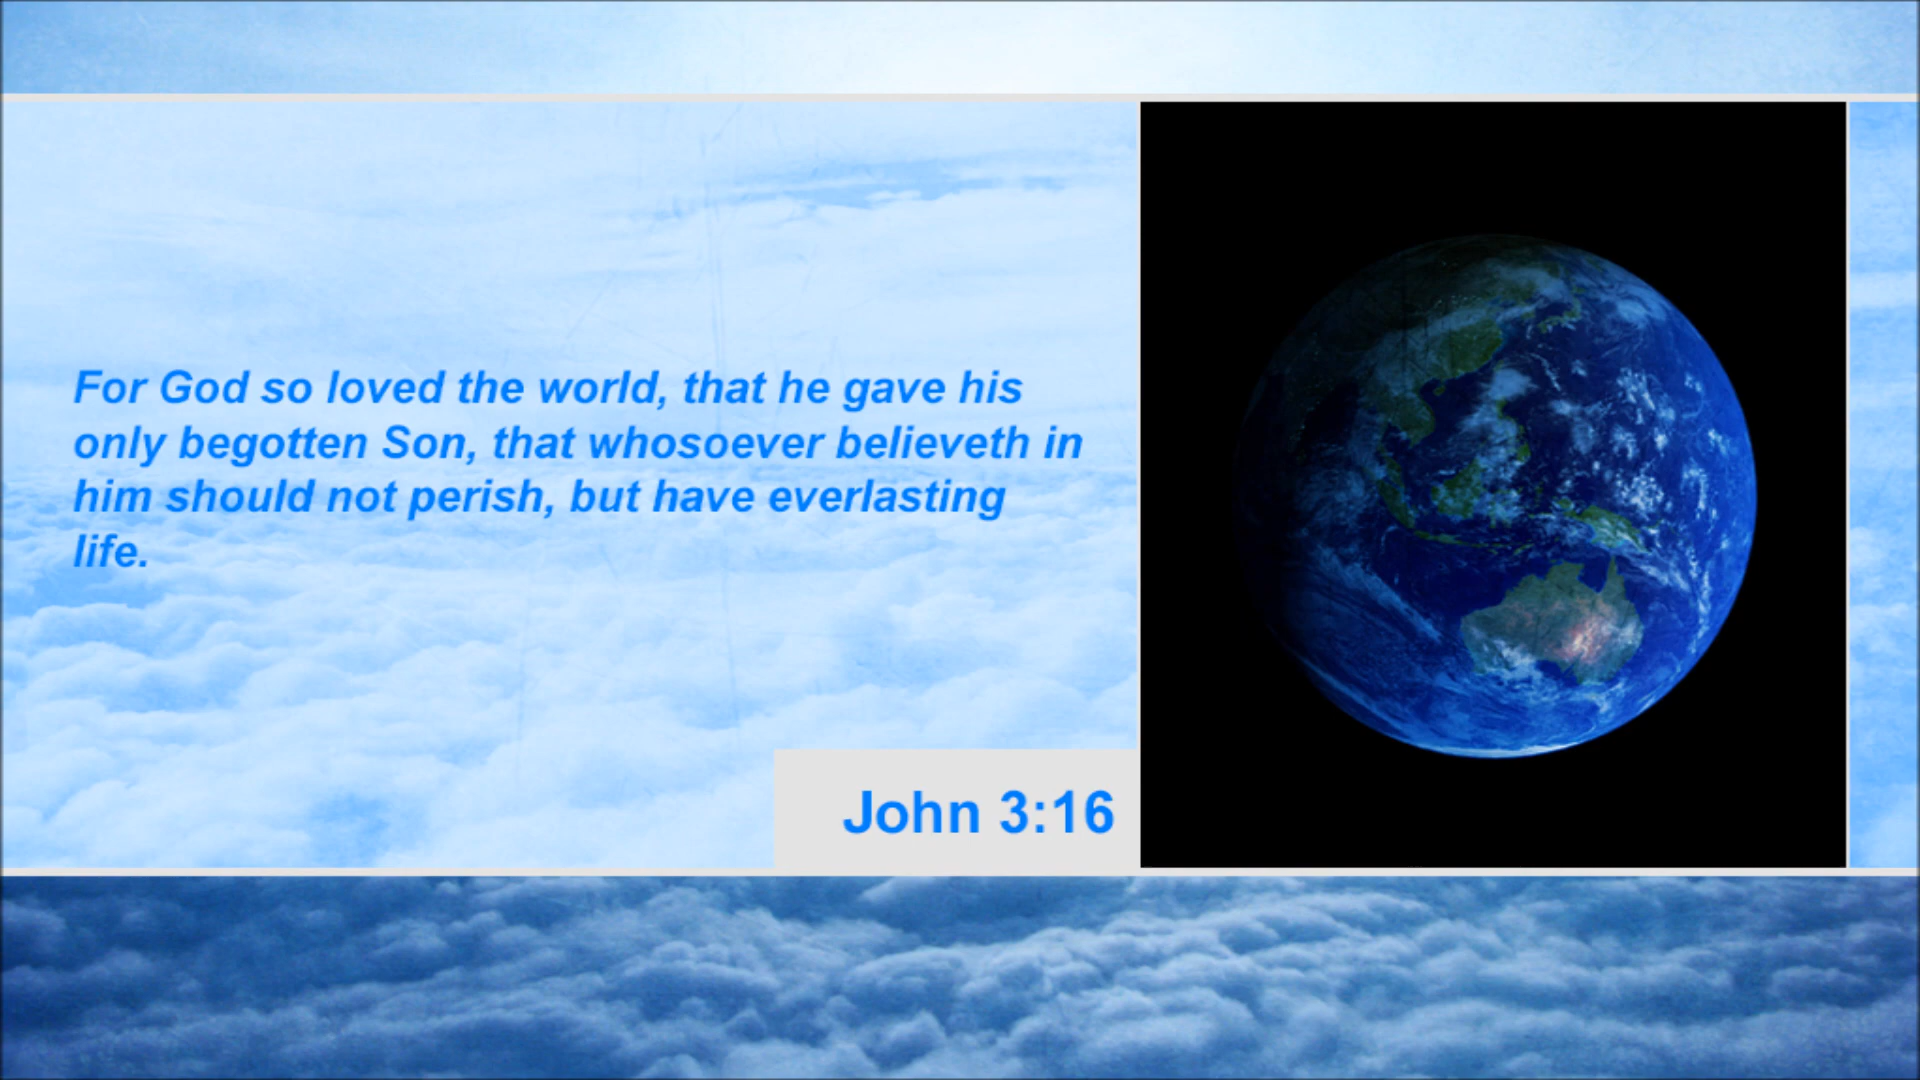 For God so loved the world, that he gave his
only begotten Son, that whosoever believeth in
him should not perish, but have everlasting
life.
John 3:16